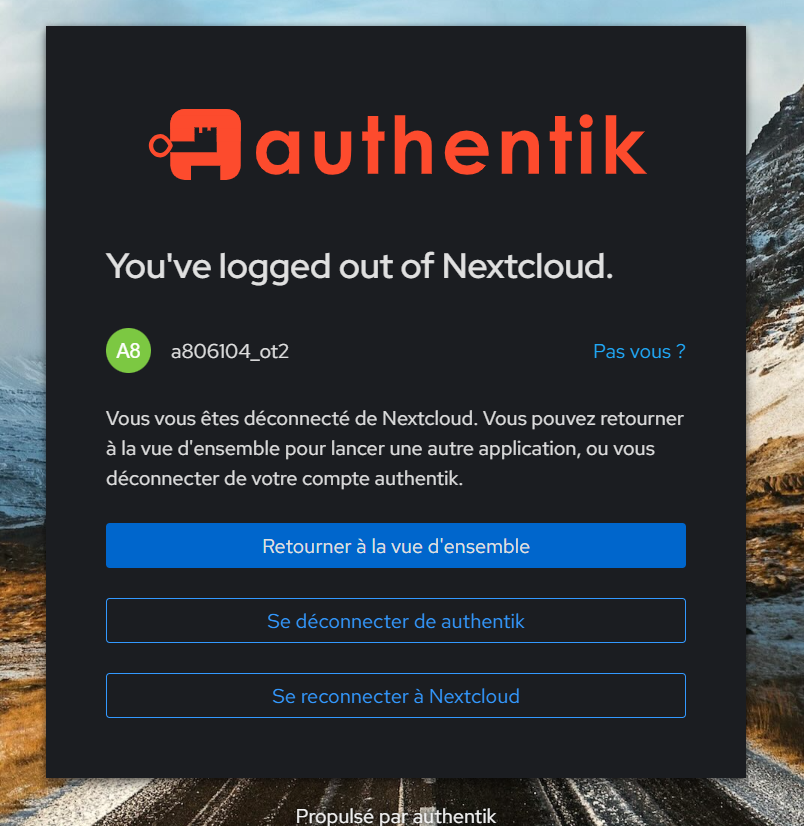 authentik
You've logged out of Nextcloud.
A8
a806104_ot2
Pas vous ?
Vous vous êtes déconnecté de Nextcloud. Vous pouvez retourner
à la vue d'ensemble pour lancer une autre application, ou vous
déconnecter de votre compte authentik.
Retourner à la vue d'ensemble
Se déconnecter de authentik
Se reconnecter à Nextcloud
Propulsé par authentik